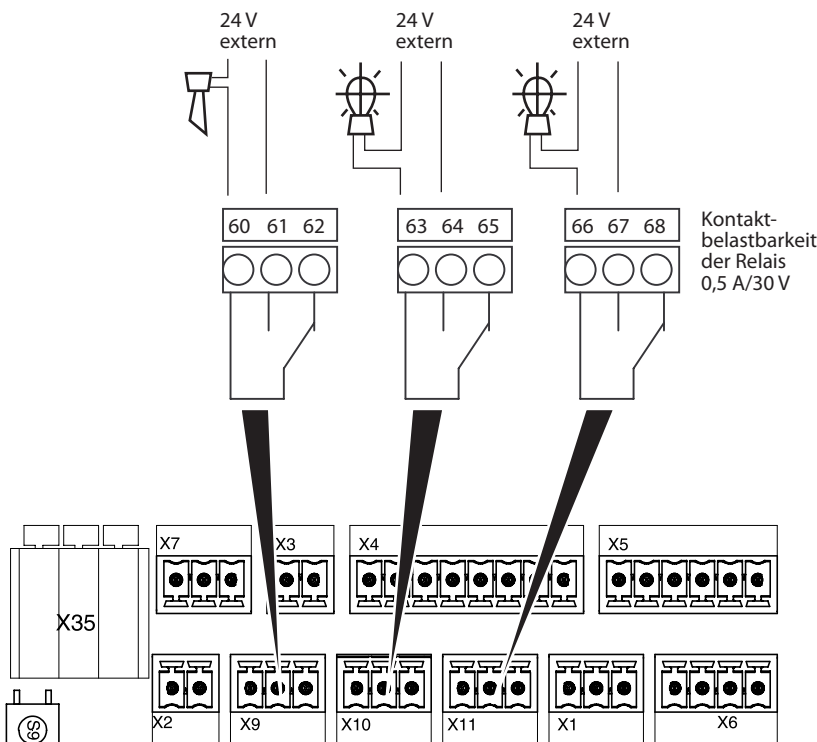 24 V
extern
24 V
extern
24 V
extern
60 61 62
63 64 65
66 67 68
Kontakt-
belastbarkeit
der Relais
0,5 A/30 V
X7
X3
X4
X5
X35
X2
X9
X10
X11
X1
X6
S9